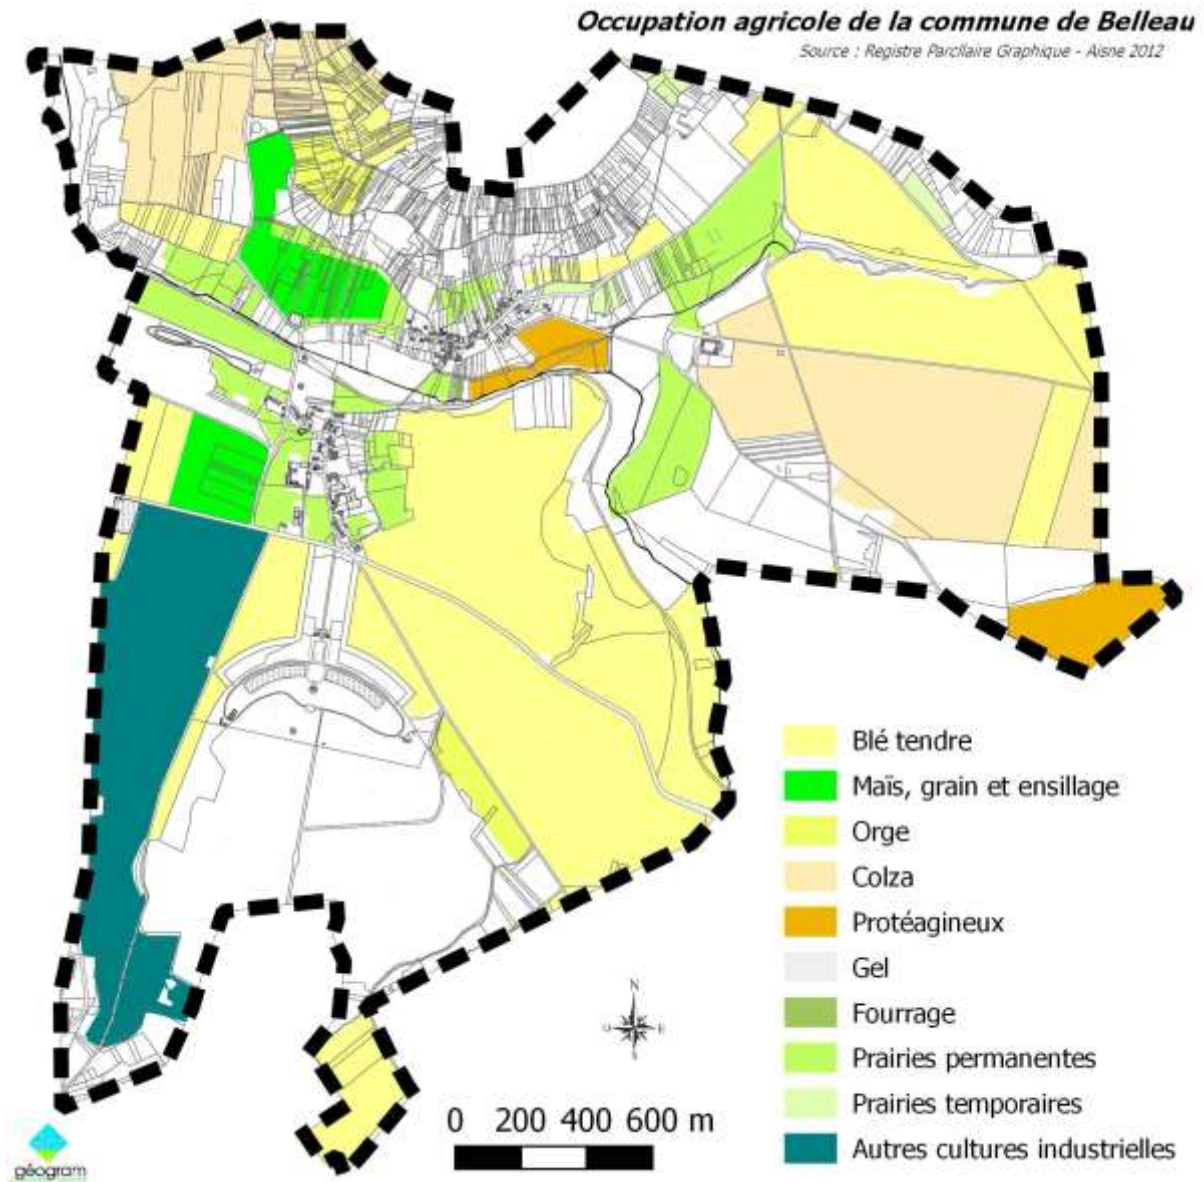 Occupation agricole de la commune de Belleau
Source : Registre Parcllaire Graphique - Aisne 2012
Blé tendre
Maïs, grain et ensillage
Orge
Colza
Protéagineux
Gel
Fourrage
Prairies permanentes
Prairies temporaires
Autres cultures industrielles
N
O E
S
0 200 400 600 m
géogram